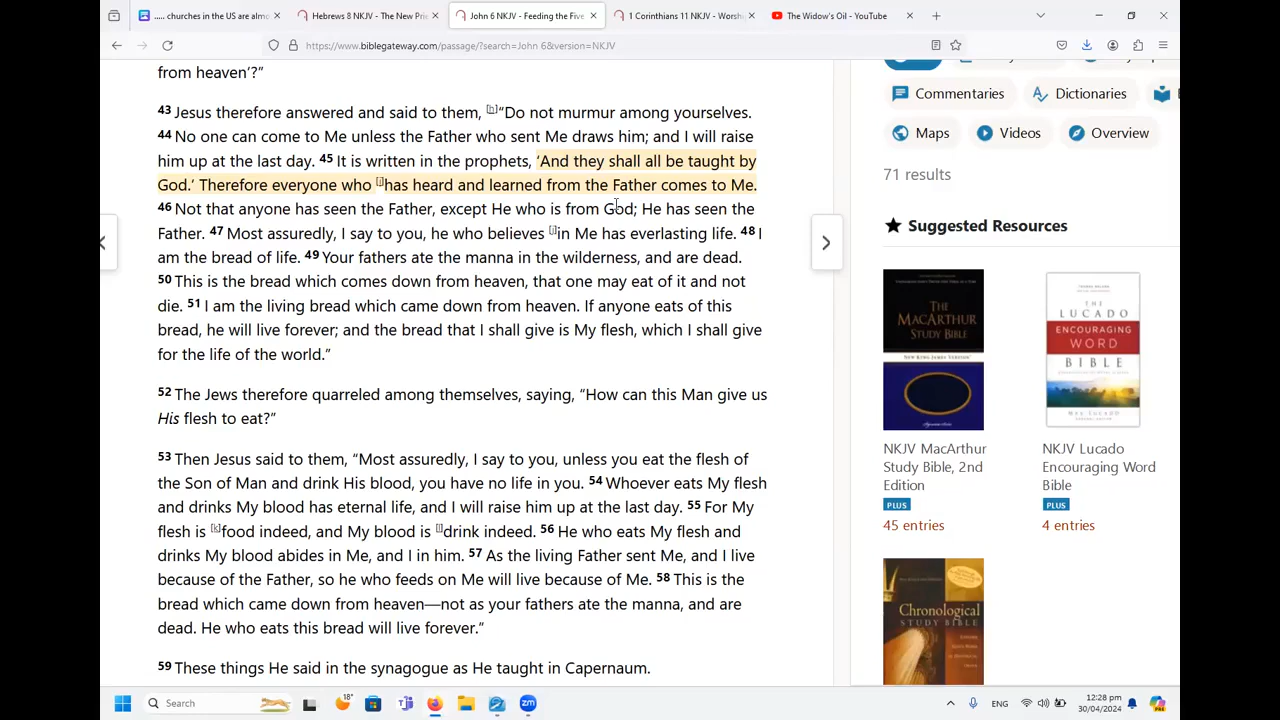 ..... churches in the US are almo
Hebrews 8 NKJV - The New Prie
John 6 NKJV - Feeding the Five
1 Corinthians 11 NKJV - Worshi
The Widow's Oil - YouTube
https://www.biblegateway.com/passage/?search=John 6&version=NKJV
from heaven'?”
43 Jesus therefore answered and said to them, [h]“Do not murmur among yourselves.
44 No one can come to Me unless the Father who sent Me draws him; and I will raise
him up at the last day. 45 It is written in the prophets, ‘And they shall all be taught by
God.’ Therefore everyone who [i]has heard and learned from the Father comes to Me.
46 Not that anyone has seen the Father, except He who is from God; He has seen the
Father. 47 Most assuredly, I say to you, he who believes [j]in Me has everlasting life. 48 I
am the bread of life. 49 Your fathers ate the manna in the wilderness, and are dead.
50 This is the bread which comes down from heaven, that one may eat of it and not
die. 51 I am the living bread which came down from heaven. If anyone eats of this
bread, he will live forever; and the bread that I shall give is My flesh, which I shall give
for the life of the world.”
52 The Jews therefore quarreled among themselves, saying, “How can this Man give us
His flesh to eat?”
53 Then Jesus said to them, “Most assuredly, I say to you, unless you eat the flesh of
the Son of Man and drink His blood, you have no life in you. 54 Whoever eats My flesh
and drinks My blood has eternal life, and I will raise him up at the last day. 55 For My
flesh is [k]food indeed, and My blood is [l]drink indeed. 56 He who eats My flesh and
drinks My blood abides in Me, and I in him. 57 As the living Father sent Me, and I live
because of the Father, so he who feeds on Me will live because of Me. 58 This is the
bread which came down from heaven—not as your fathers ate the manna, and are
dead. He who eats this bread will live forever.”
59 These things He said in the synagogue as He taught in Capernaum.
Commentaries
Dictionaries
Maps
Videos
Overview
71 results
Suggested Resources
THE MACARTHUR STUDY BIBLE
THE LUCADO ENCOURAGING WORD BIBLE
NKJV MacArthur
Study Bible, 2nd
Edition
PLUS
45 entries
NKJV Lucado
Encouraging Word
Bible
PLUS
4 entries
Chronological
STUDY BIBLE
Search
18°
ENG
12:28 pm
30/04/2024